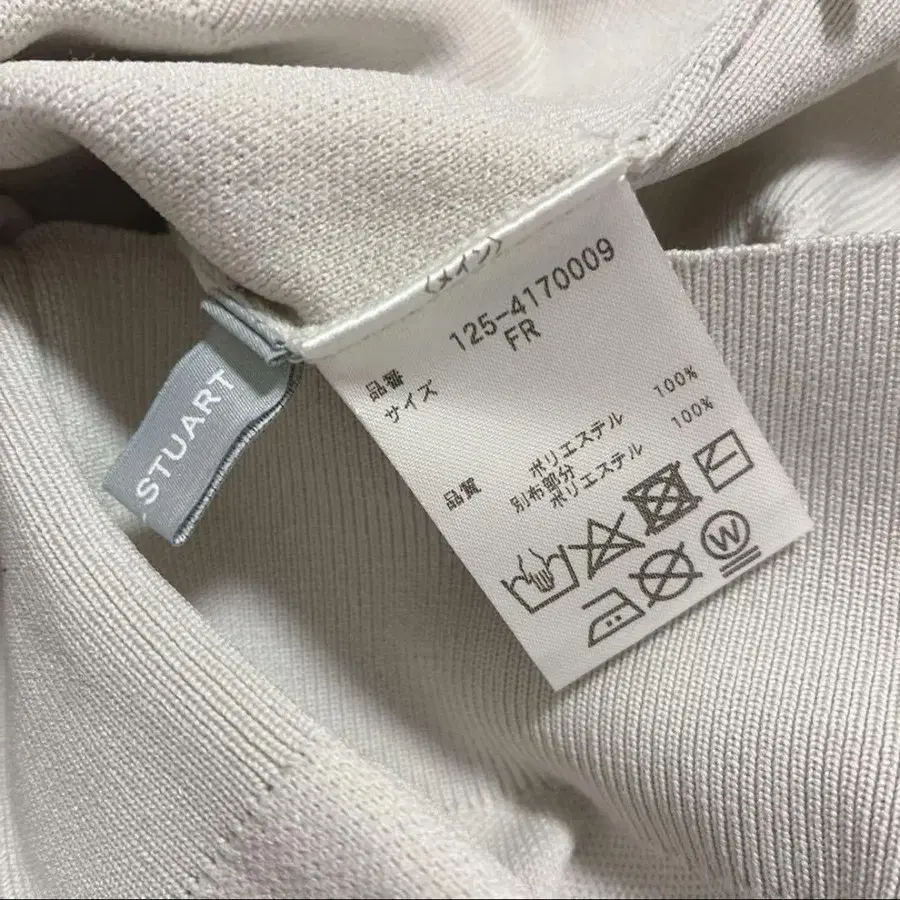 〈メイン〉
品番 125-4170009
サイズ FR
品質 ポリエステル 100%
別布部分
ポリエステル 100%
W
STUART